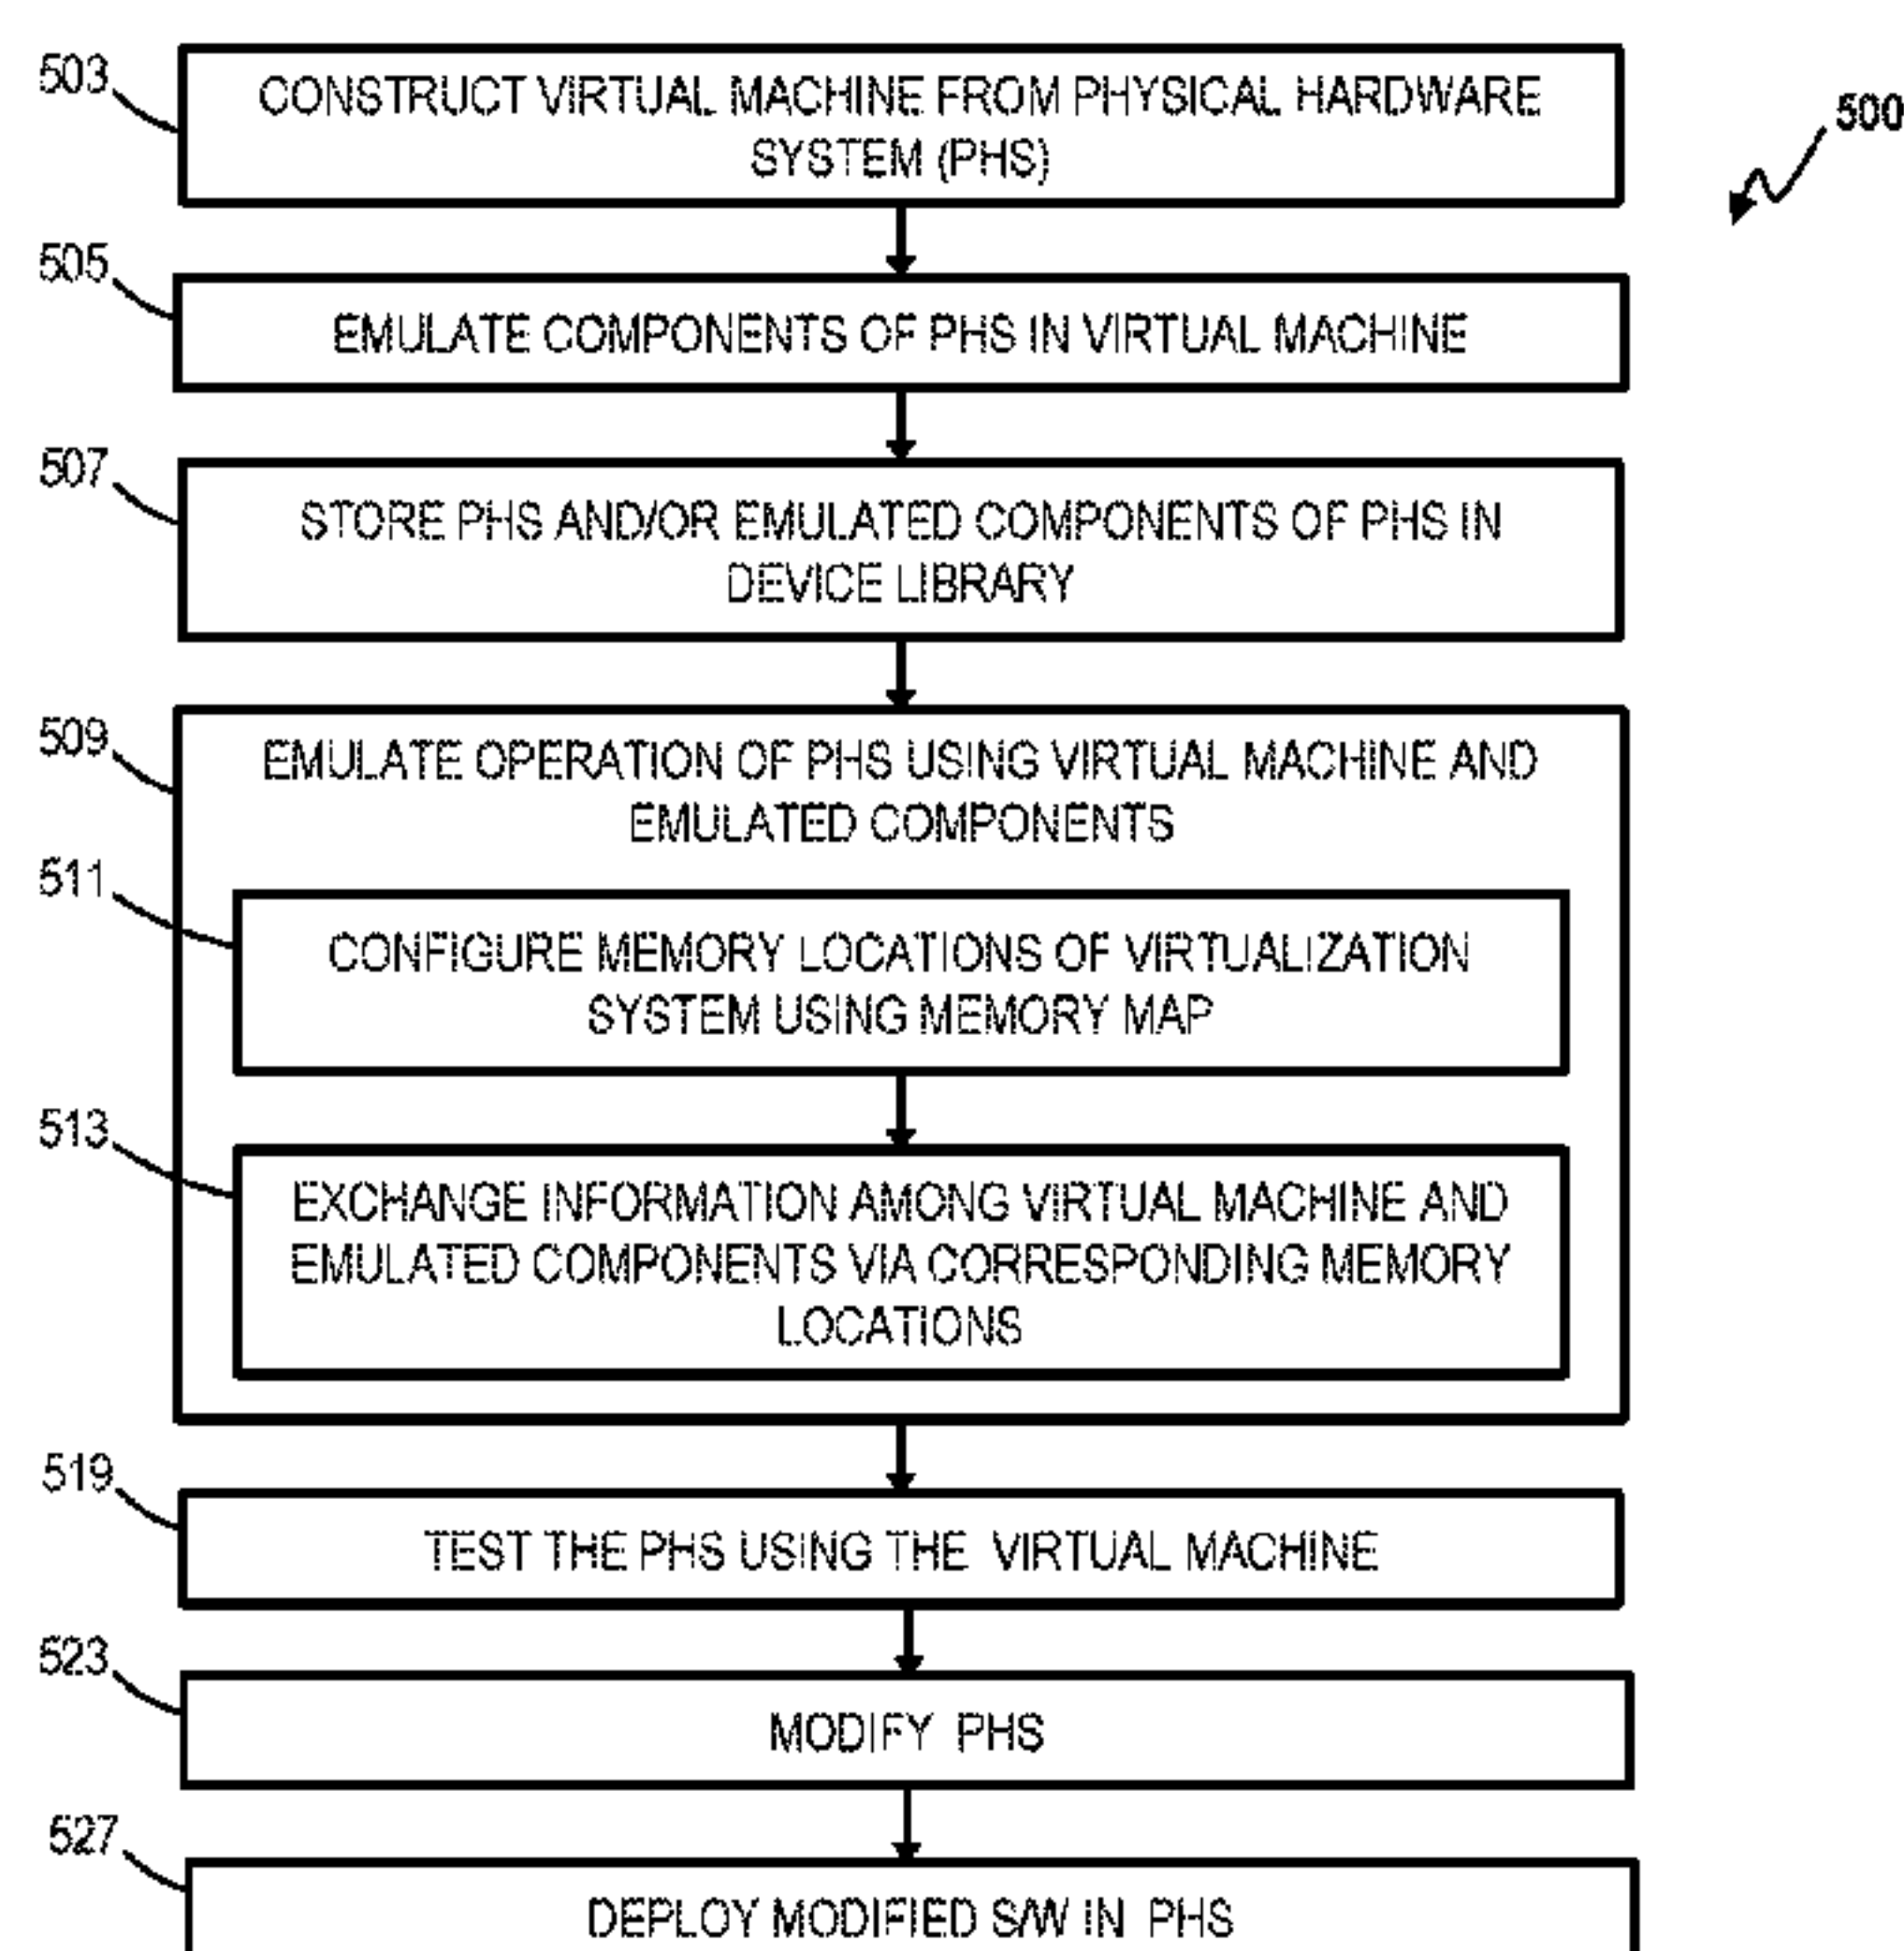 503
CONSTRUCT VIRTUAL MACHINE FROM PHYSICAL HARDWARE
SYSTEM (PHS)
500
505
EMULATE COMPONENTS OF PHS IN VIRTUAL MACHINE
507
STORE PHS AND/OR EMULATED COMPONENTS OF PHS IN
DEVICE LIBRARY
509
EMULATE OPERATION OF PHS USING VIRTUAL MACHINE AND
EMULATED COMPONENTS
511
CONFIGURE MEMORY LOCATIONS OF VIRTUALIZATION
SYSTEM USING MEMORY MAP
513
EXCHANGE INFORMATION AMONG VIRTUAL MACHINE AND
EMULATED COMPONENTS VIA CORRESPONDING MEMORY
LOCATIONS
519
TEST THE PHS USING THE VIRTUAL MACHINE
523
MODIFY PHS
527
DEPLOY MODIFIED S/W IN PHS